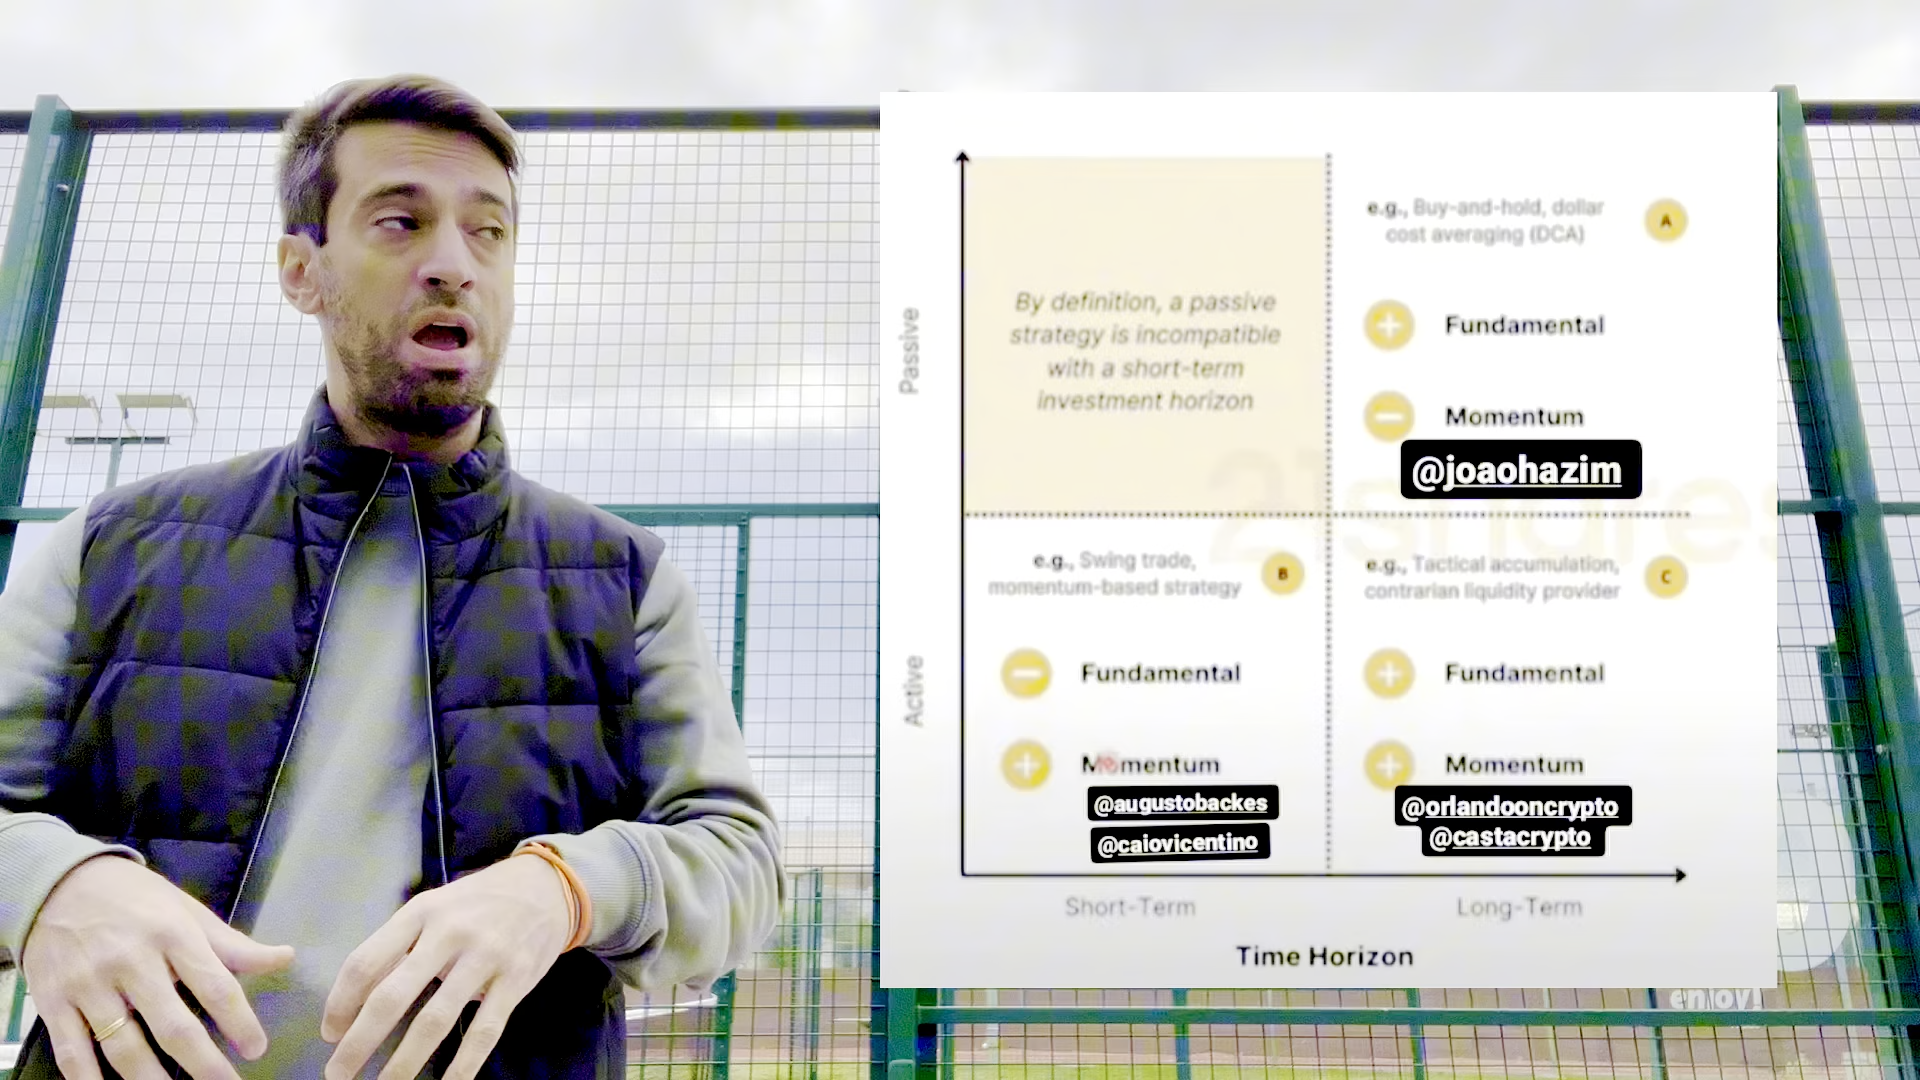 Passive
By definition, a passive
strategy is incompatible
with a short-term
investment horizon
e.g., Buy-and-hold, dollar
cost averaging (DCA)
A
Fundamental
Momentum
@joaohazim
21shares
Active
e.g., Swing trade,
momentum-based strategy
B
Fundamental
Momentum
@augustobackes
@caiovicentino
e.g., Tactical accumulation,
contrarian liquidity provider
C
Fundamental
Momentum
@orlandooncrypto
@castacrypto
Short-Term
Long-Term
Time Horizon
enjoy!